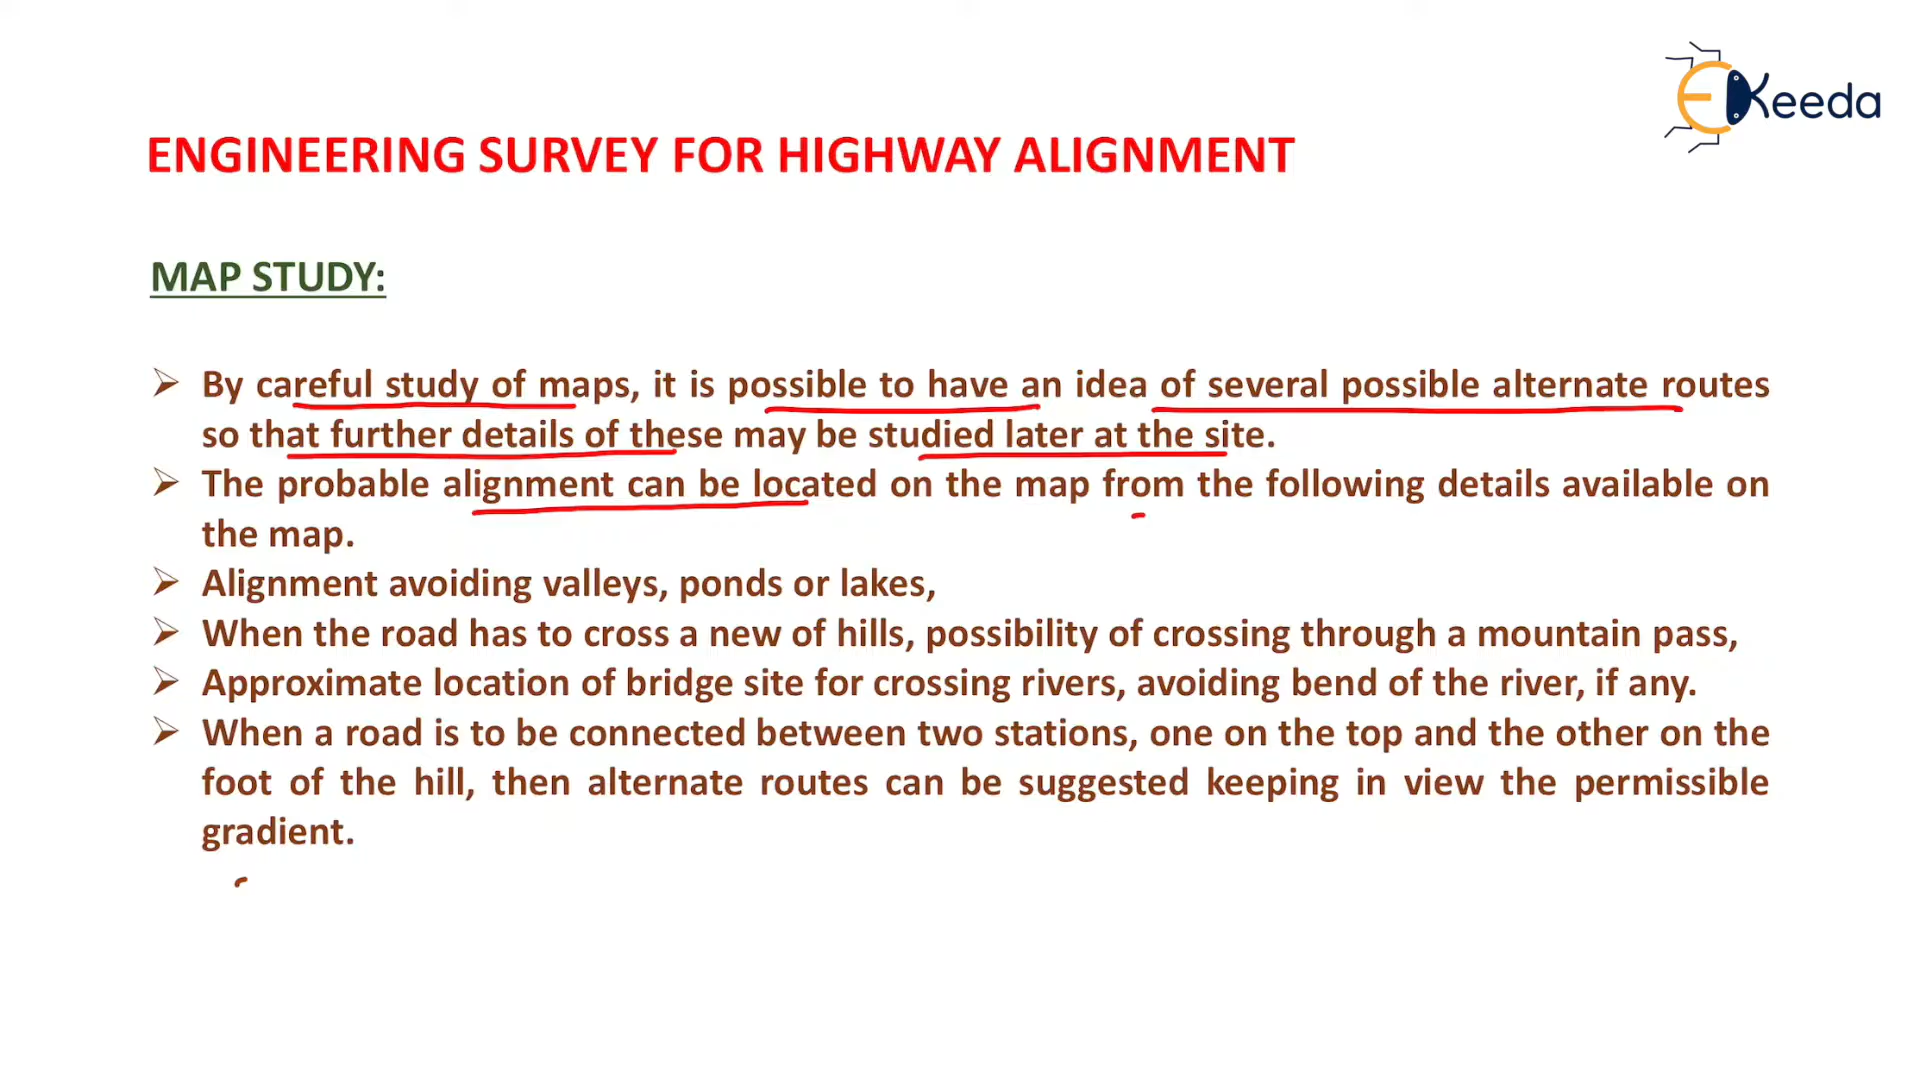 EKeeda
ENGINEERING SURVEY FOR HIGHWAY ALIGNMENT
MAP STUDY:
By careful study of maps, it is possible to have an idea of several possible alternate routes
so that further details of these may be studied later at the site.
The probable alignment can be located on the map from the following details available on
the map.
Alignment avoiding valleys, ponds or lakes,
When the road has to cross a new of hills, possibility of crossing through a mountain pass,
Approximate location of bridge site for crossing rivers, avoiding bend of the river, if any.
When a road is to be connected between two stations, one on the top and the other on the
foot of the hill, then alternate routes can be suggested keeping in view the permissible
gradient.